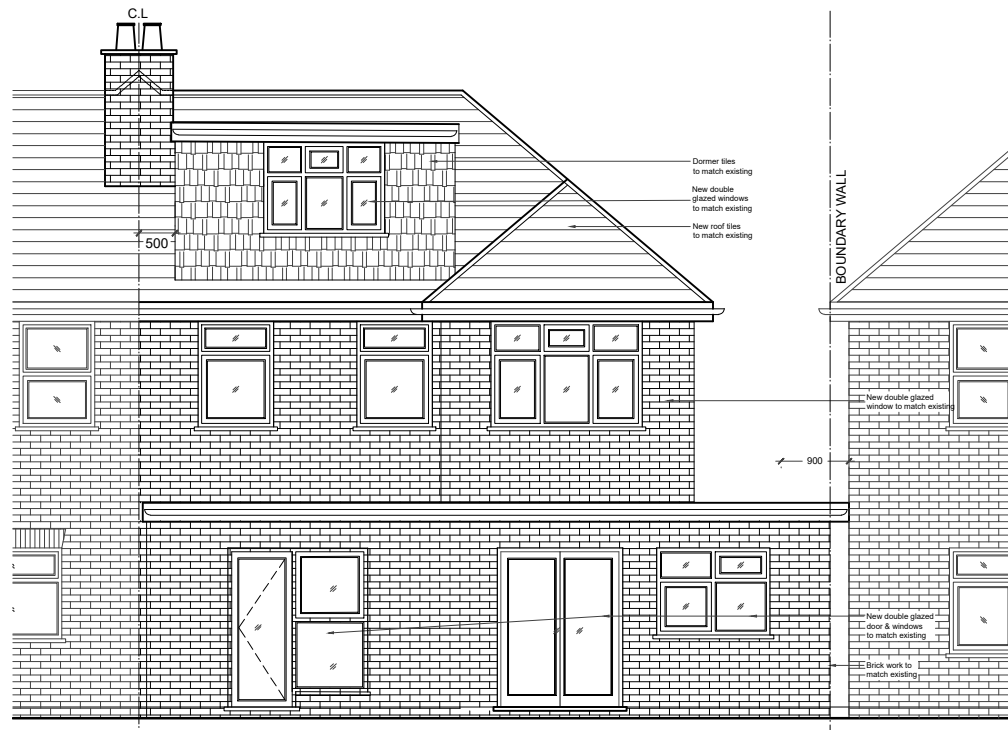 C.L
BOUNDARY WALL
Dormer tiles
to match existing
New double
glazed windows
to match existing
New roof tiles
to match existing
500
New double glazed
window to match existing
900
New double glazed
door & windows
to match existing
Brick work to
match existing